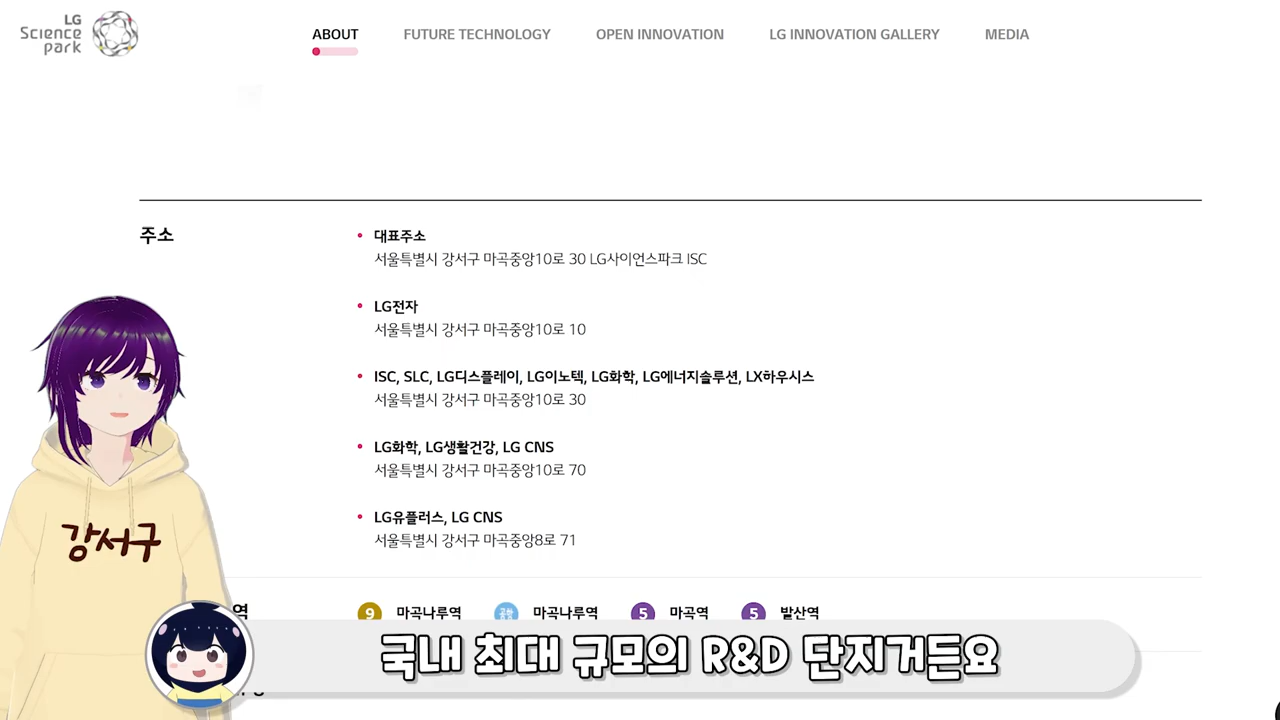 LG
Science
park
ABOUT
FUTURE TECHNOLOGY
OPEN INNOVATION
LG INNOVATION GALLERY
MEDIA
주소
대표주소
서울특별시 강서구 마곡중앙10로 30 LG사이언스파크 ISC
LG전자
서울특별시 강서구 마곡중앙10로 10
ISC, SLC, LG디스플레이, LG이노텍, LG화학, LG에너지솔루션, LX하우시스
서울특별시 강서구 마곡중앙10로 30
LG화학, LG생활건강, LG CNS
서울특별시 강서구 마곡중앙10로 70
LG유플러스, LG CNS
서울특별시 강서구 마곡중앙8로 71
강서구
역
9 마곡나루역
공항 마곡나루역
5 마곡역
5 발산역
국내 최대 규모의 R&D 단지거든요